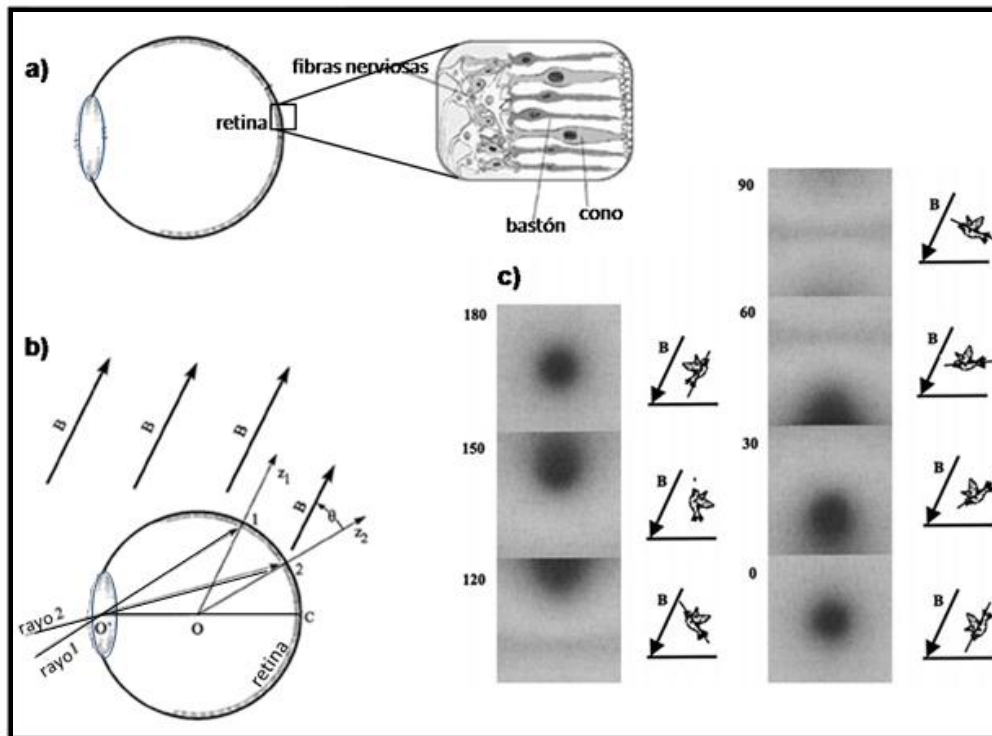 a)
fibras nerviosas
retina
bastón
cono
b)
B
B
B
B
z₁
θ
z₂
1
2
rayo 2
rayo 1
O'
O
C
retina
c)
180
B
150
B
120
B
90
B
60
B
30
B
0
B